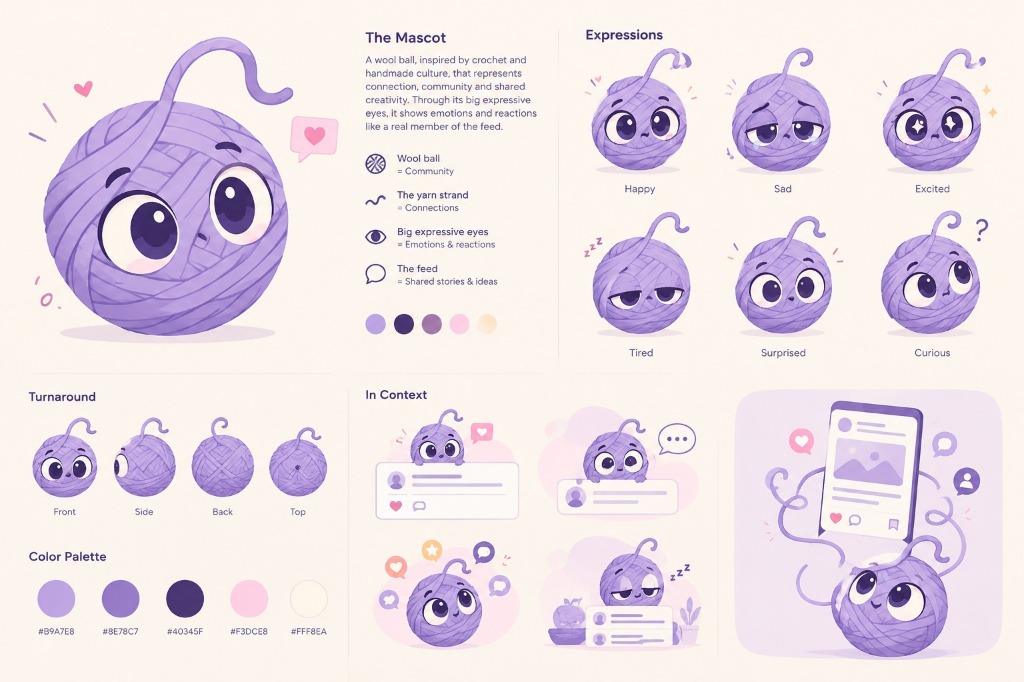 The Mascot
A wool ball, inspired by crochet and
handmade culture, that represents
connection, community and shared
creativity. Through its big expressive
eyes, it shows emotions and reactions
like a real member of the feed.
Wool ball
= Community
The yarn strand
= Connections
Big expressive eyes
= Emotions & reactions
The feed
= Shared stories & ideas
Expressions
Happy
Sad
Excited
zzz
?
Tired
Surprised
Curious
Turnaround
Front
Side
Back
Top
Color Palette
#B9A7E8
#8E78C7
#40345F
#F3DCE8
#FFF8EA
In Context
zzz